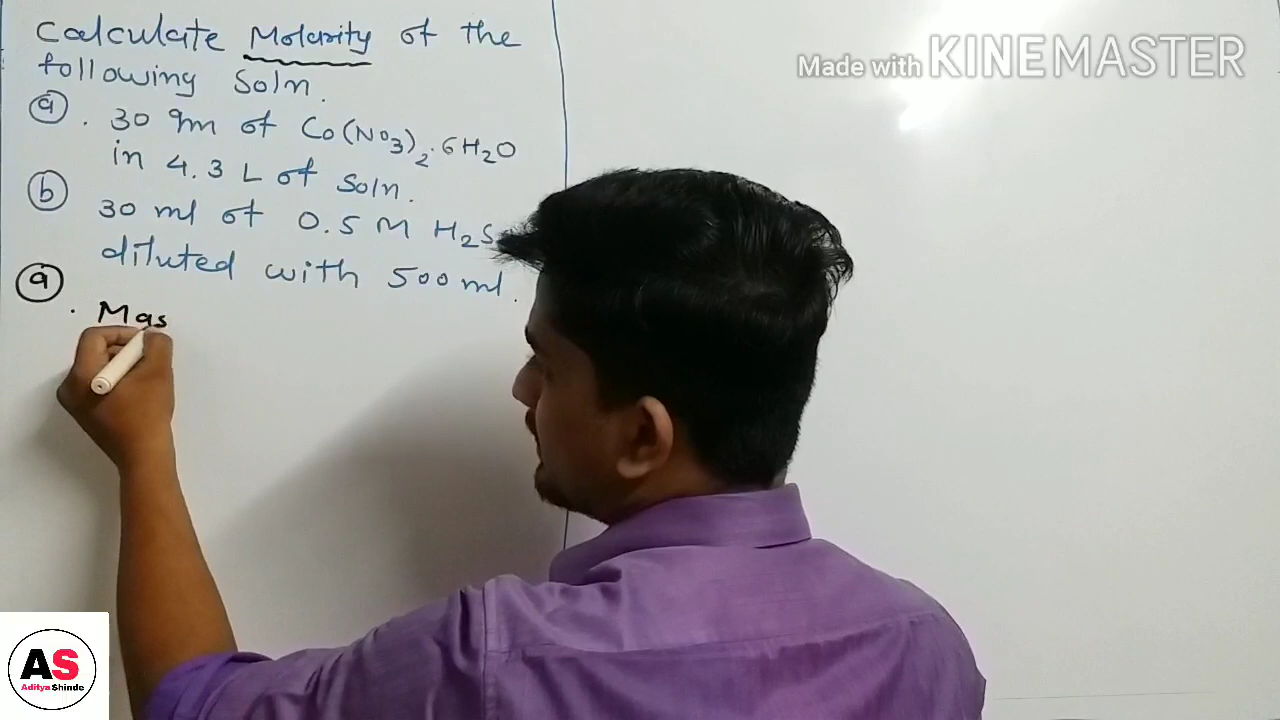 Calculate Molarity of the
following Soln.
a. 30 gm of Co(NO3)2.6H2O
in 4.3 L of Soln.
b 30 ml of 0.5 M H2S
diluted with 500 ml.
a. Mas
Made with KINEMASTER
AS
Aditya Shinde